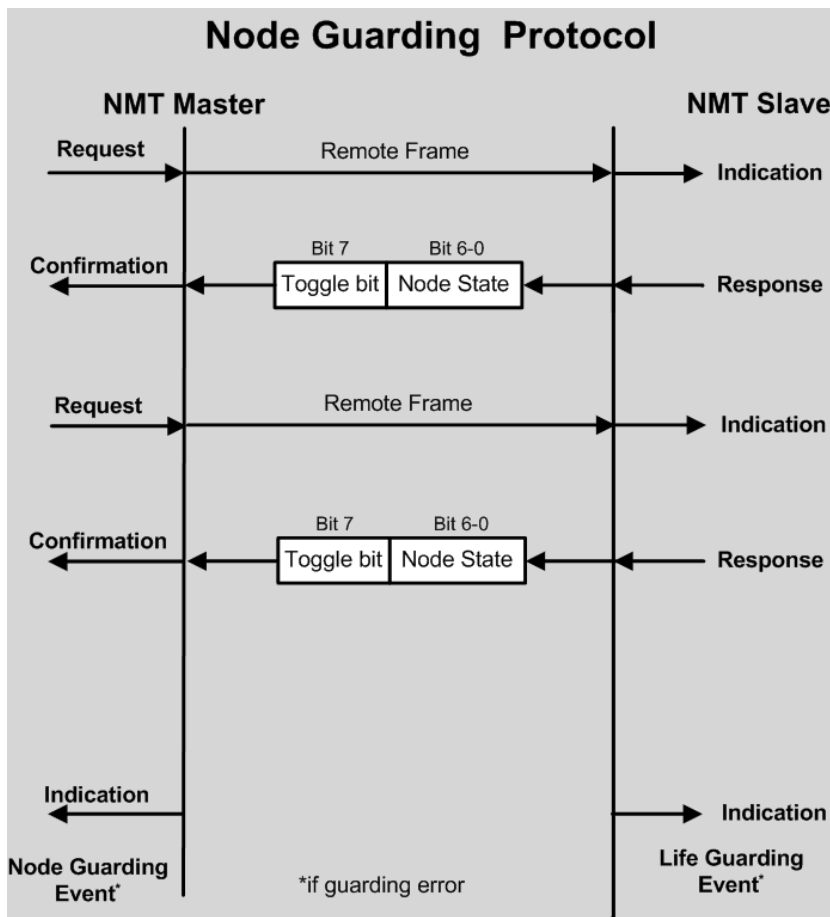 Node Guarding Protocol
NMT Master
NMT Slave
Request
Remote Frame
Indication
Bit 7
Bit 6-0
Confirmation
Toggle bit
Node State
Response
Request
Remote Frame
Indication
Bit 7
Bit 6-0
Confirmation
Toggle bit
Node State
Response
Indication
Indication
Node Guarding
Event*
*if guarding error
Life Guarding
Event*